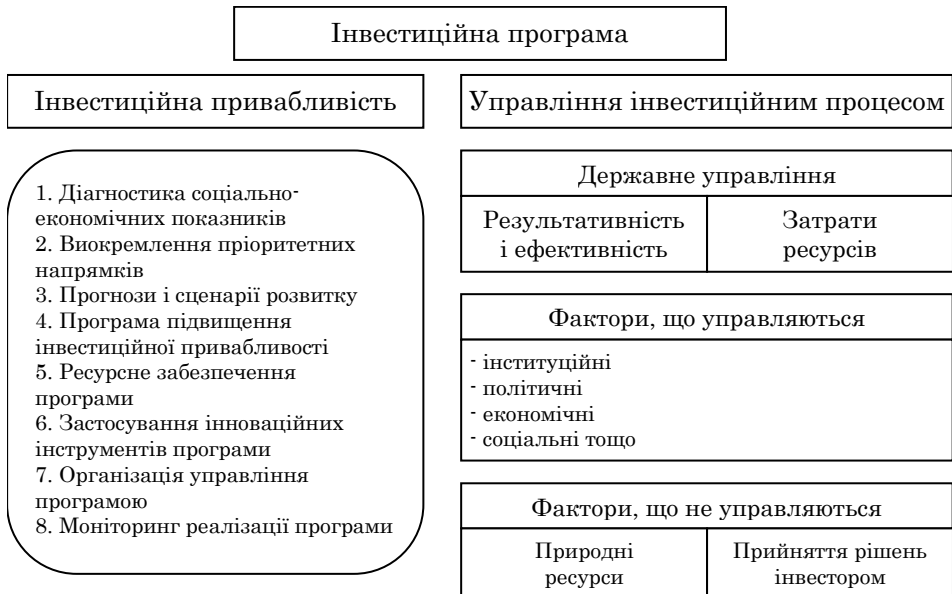 Інвестиційна програма
Інвестиційна привабливість
1. Діагностика соціально-
економічних показників
2. Виокремлення пріоритетних
напрямків
3. Прогнози і сценарії розвитку
4. Програма підвищення
інвестиційної привабливості
5. Ресурсне забезпечення
програми
6. Застосування інноваційних
інструментів програми
7. Організація управління
програмою
8. Моніторинг реалізації програми
Управління інвестиційним процесом
Державне управління
Результативність
і ефективність
Затрати
ресурсів
Фактори, що управляються
- інституційні
- політичні
- економічні
- соціальні тощо
Фактори, що не управляються
Природні
ресурси
Прийняття рішень
інвестором